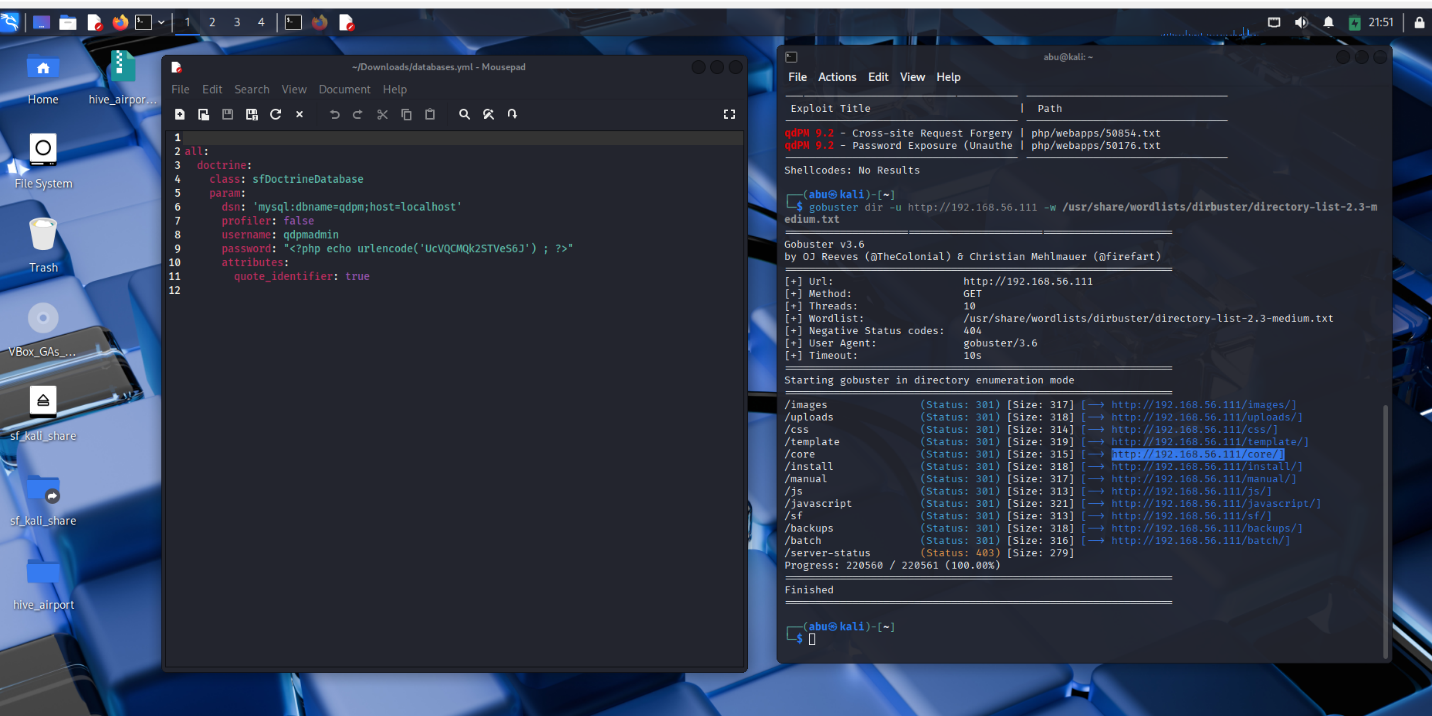 1 2 3 4
21:51
Home
hive_airpor...
File System
Trash
VBox_GAs_...
sf_kali_share
sf_kali_share
hive_airport
~/Downloads/databases.yml - Mousepad
File Edit Search View Document Help
1
2 all:
3 doctrine:
4 class: sfDoctrineDatabase
5 param:
6 dsn: 'mysql:dbname=qdpm;host=localhost'
7 profiler: false
8 username: qdpmadmin
9 password: "<?php echo urlencode('UcVQCMQk2STVeS6J') ; ?>"
10 attributes:
11 quote_identifier: true
12
abu@kali: ~
File Actions Edit View Help
Exploit Title | Path
qdPM 9.2 - Cross-site Request Forgery | php/webapps/50854.txt
qdPM 9.2 - Password Exposure (Unauthe | php/webapps/50176.txt
Shellcodes: No Results
┌──(abu㉿kali)-[~]
└─$ gobuster dir -u http://192.168.56.111 -w /usr/share/wordlists/dirbuster/directory-list-2.3-m
edium.txt
Gobuster v3.6
by OJ Reeves (@TheColonial) & Christian Mehlmauer (@firefart)
[+] Url: http://192.168.56.111
[+] Method: GET
[+] Threads: 10
[+] Wordlist: /usr/share/wordlists/dirbuster/directory-list-2.3-medium.txt
[+] Negative Status codes: 404
[+] User Agent: gobuster/3.6
[+] Timeout: 10s
Starting gobuster in directory enumeration mode
/images (Status: 301) [Size: 317] [--> http://192.168.56.111/images/]
/uploads (Status: 301) [Size: 318] [--> http://192.168.56.111/uploads/]
/css (Status: 301) [Size: 314] [--> http://192.168.56.111/css/]
/template (Status: 301) [Size: 319] [--> http://192.168.56.111/template/]
/core (Status: 301) [Size: 315] [--> http://192.168.56.111/core/]
/install (Status: 301) [Size: 318] [--> http://192.168.56.111/install/]
/manual (Status: 301) [Size: 317] [--> http://192.168.56.111/manual/]
/js (Status: 301) [Size: 313] [--> http://192.168.56.111/js/]
/javascript (Status: 301) [Size: 321] [--> http://192.168.56.111/javascript/]
/sf (Status: 301) [Size: 313] [--> http://192.168.56.111/sf/]
/backups (Status: 301) [Size: 318] [--> http://192.168.56.111/backups/]
/batch (Status: 301) [Size: 316] [--> http://192.168.56.111/batch/]
/server-status (Status: 403) [Size: 279]
Progress: 220560 / 220561 (100.00%)
Finished
┌──(abu㉿kali)-[~]
└─$